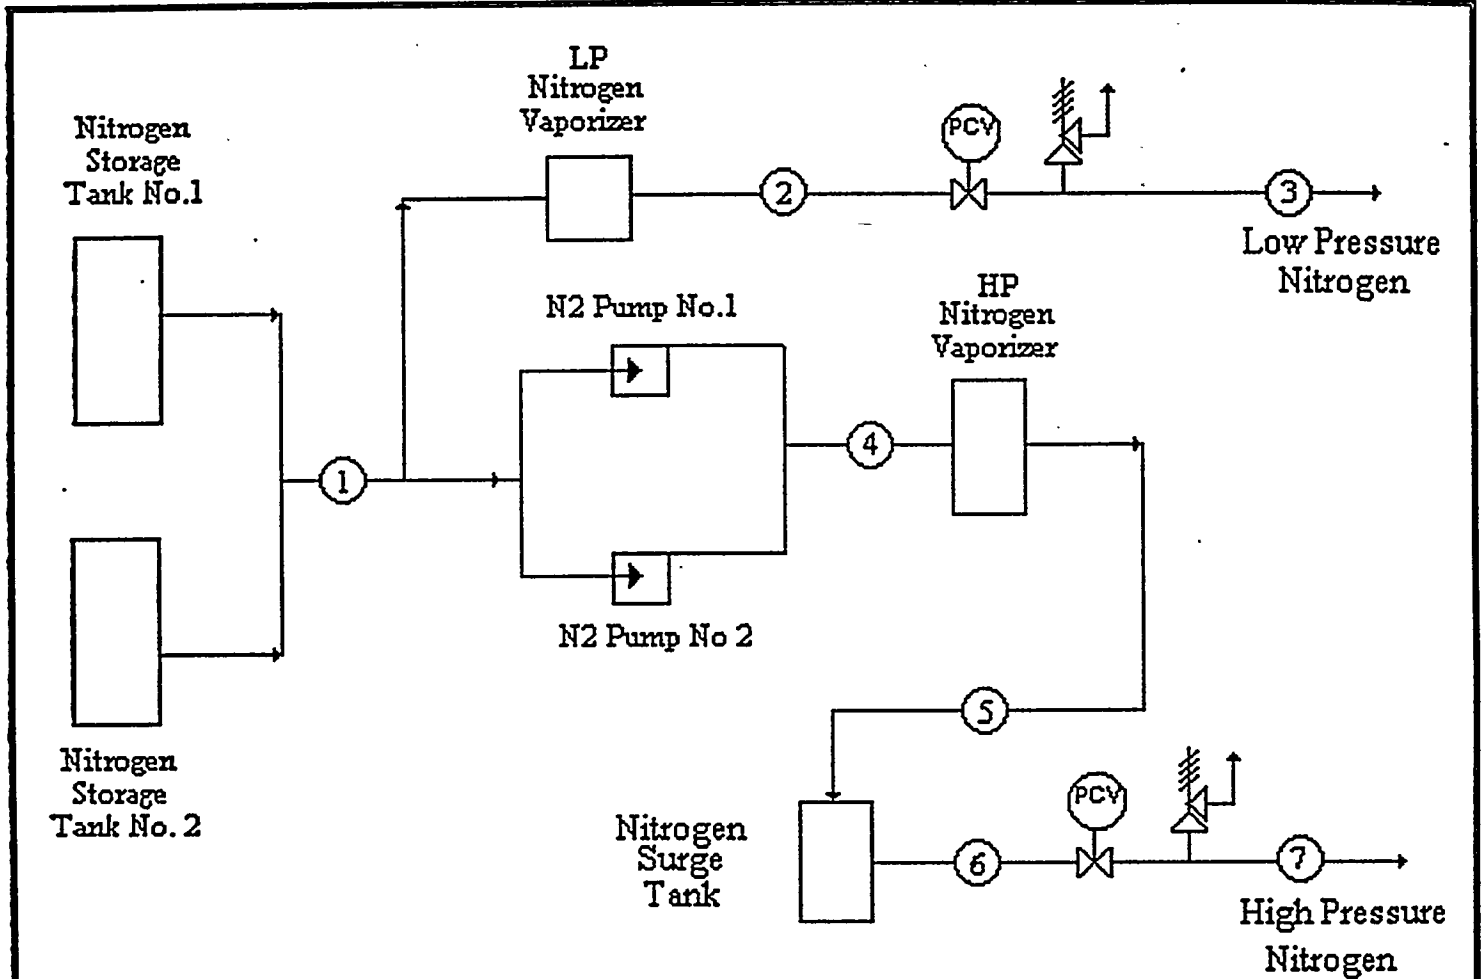 LP
Nitrogen
Vaporizer
Nitrogen
Storage
Tank No.1
PCV
2
3
Low Pressure
Nitrogen
N2 Pump No.1
HP
Nitrogen
Vaporizer
4
1
N2 Pump No 2
5
Nitrogen
Storage
Tank No. 2
PCV
Nitrogen
Surge
Tank
6
7
High Pressure
Nitrogen